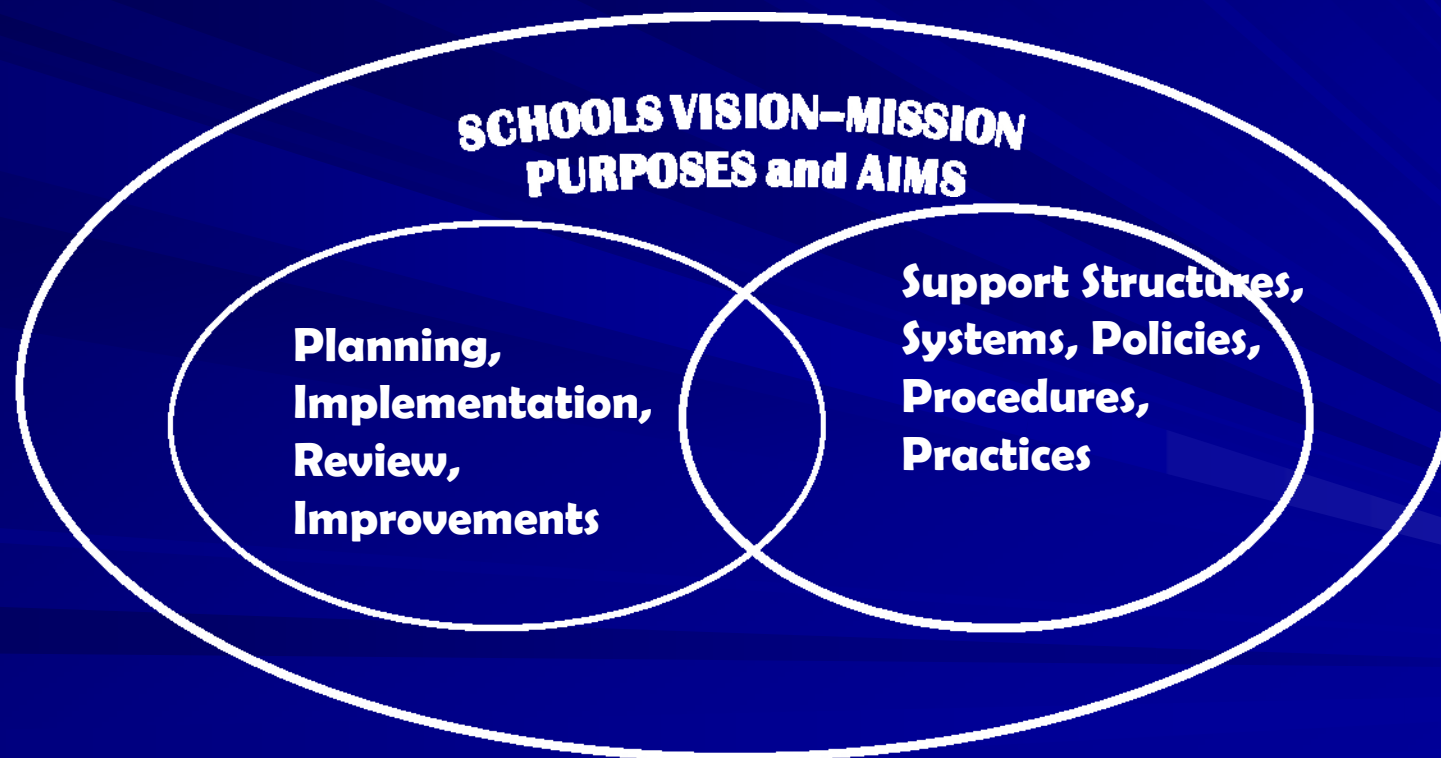 SCHOOLS VISION–MISSION
PURPOSES and AIMS
Planning,
Implementation,
Review,
Improvements
Support Structures,
Systems, Policies,
Procedures,
Practices